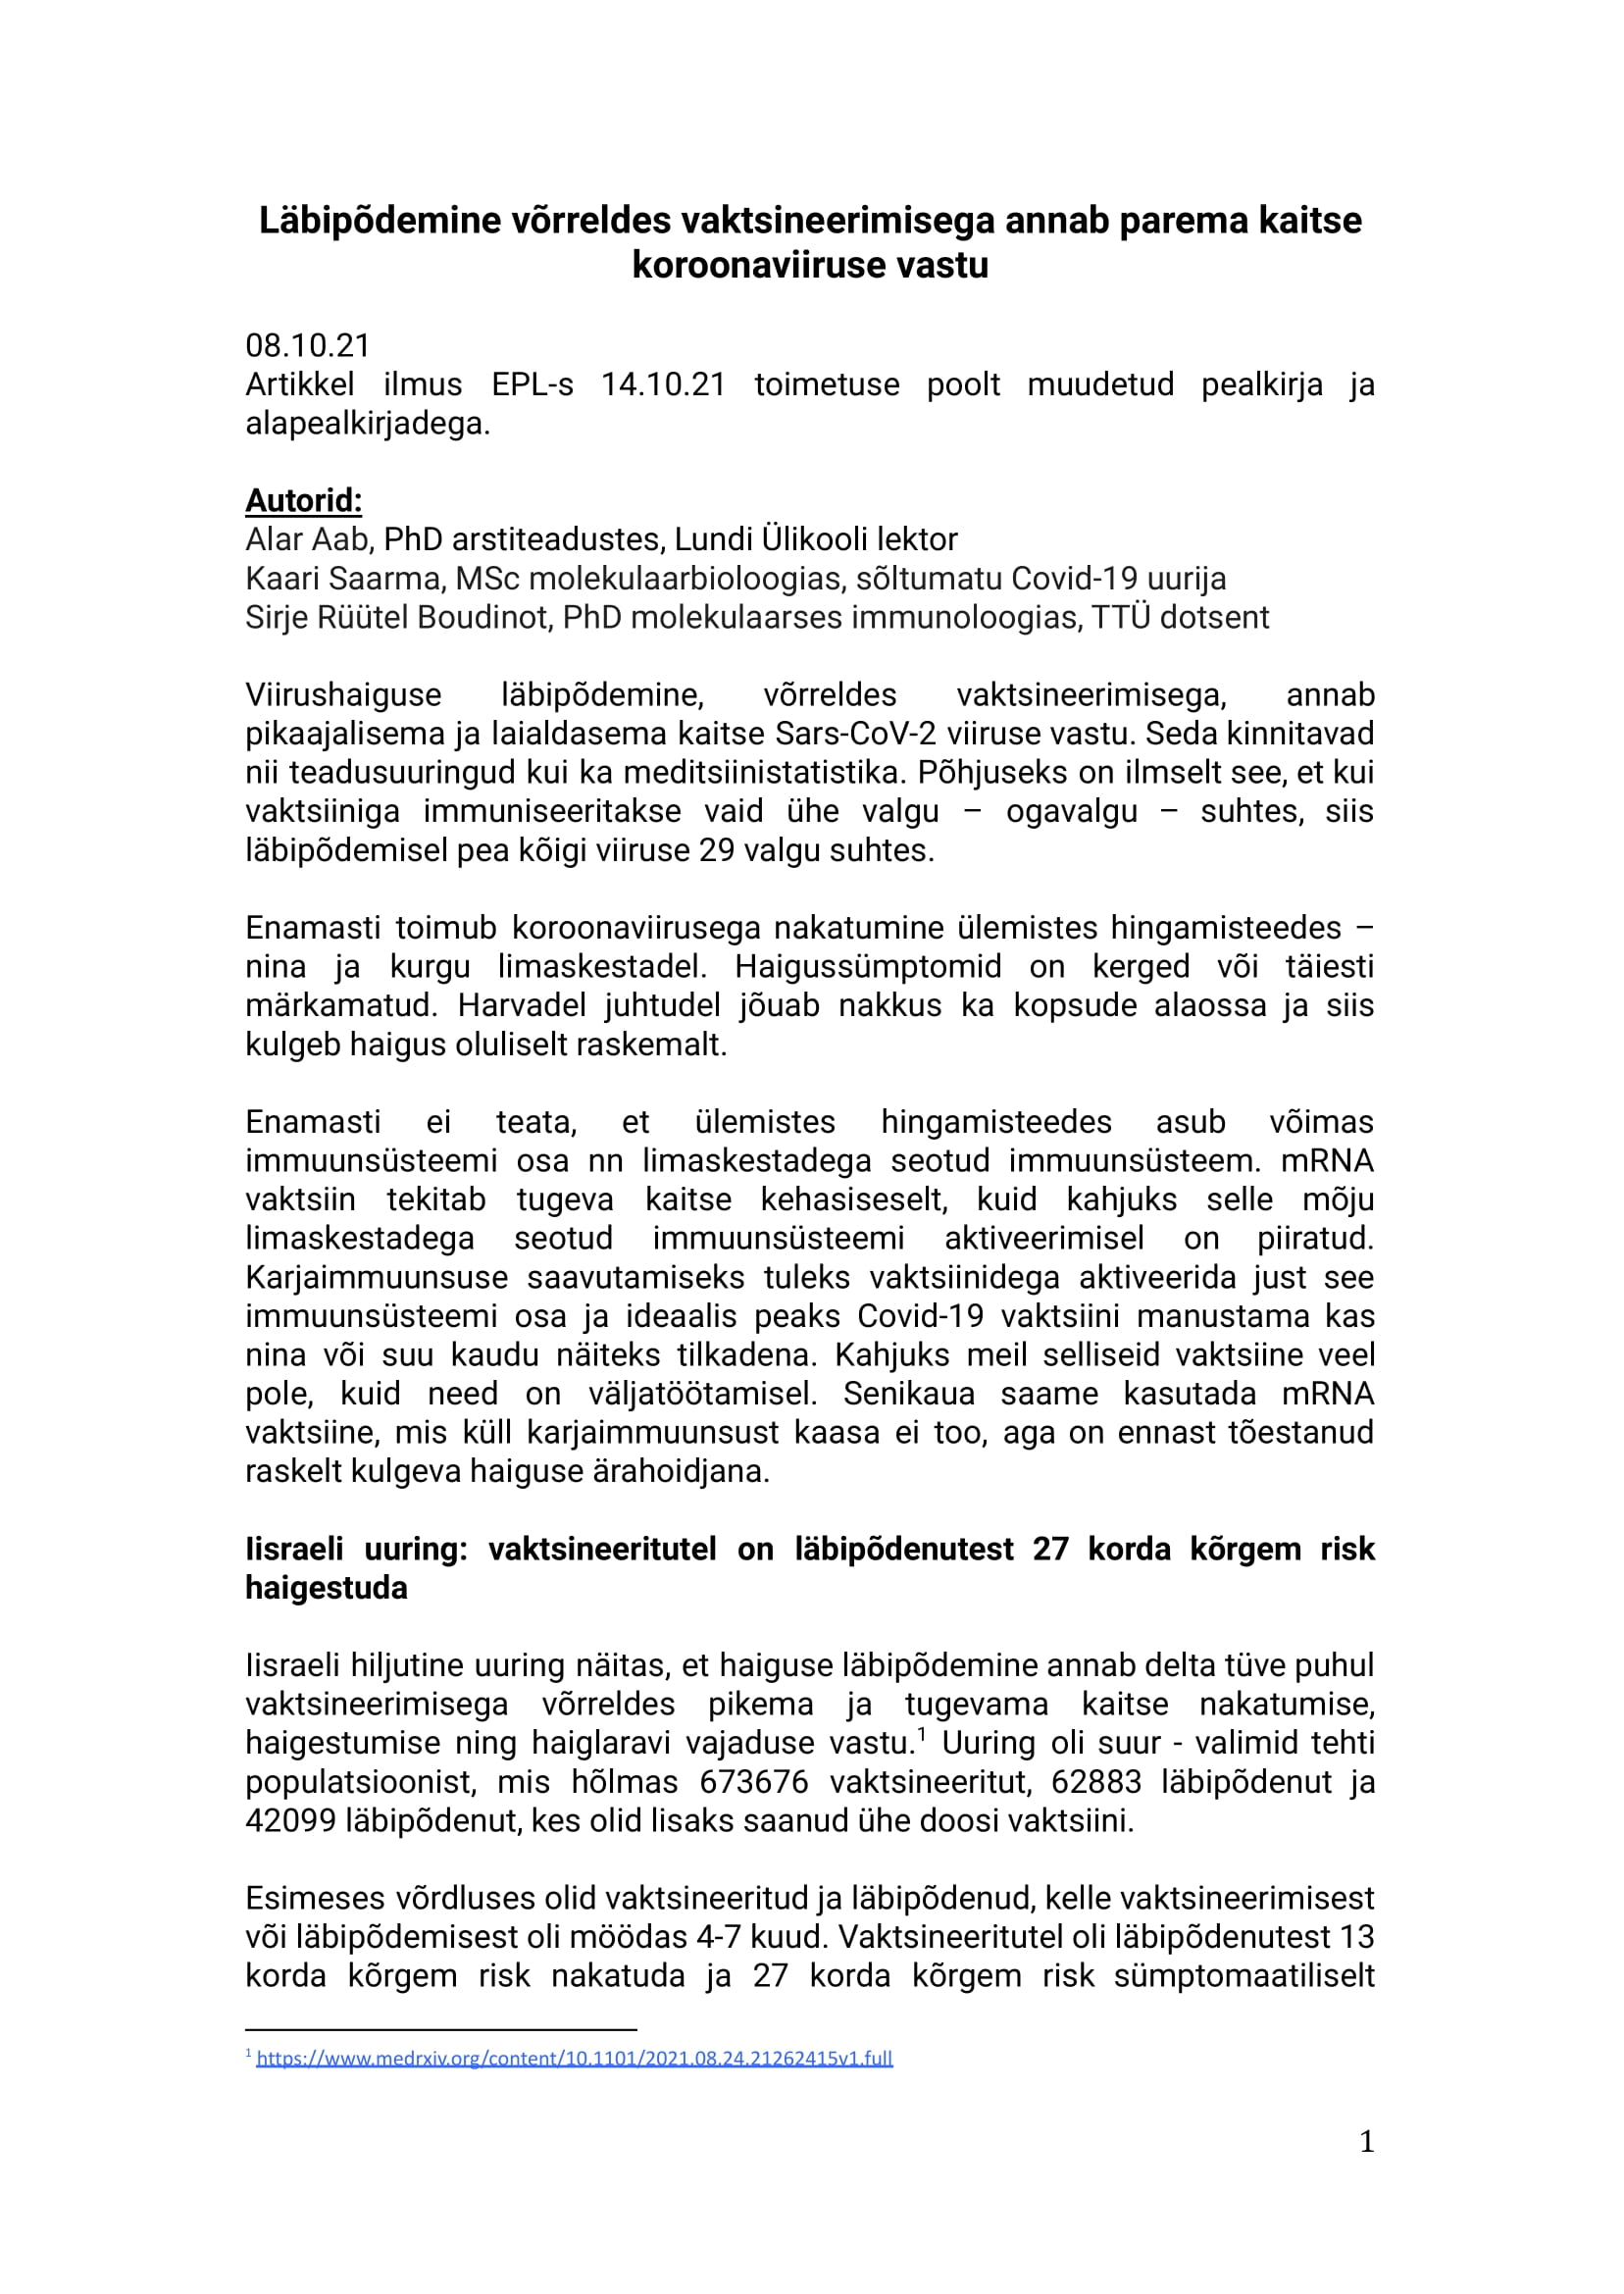 Läbipõdemine võrreldes vaktsineerimisega annab parema kaitse
koroonaviiruse vastu
08.10.21
Artikkel ilmus EPL-s 14.10.21 toimetuse poolt muudetud pealkirja ja
alapealkirjadega.
Autorid:
Alar Aab, PhD arstiteadustes, Lundi Ülikooli lektor
Kaari Saarma, MSc molekulaarbioloogias, sõltumatu Covid-19 uurija
Sirje Rüütel Boudinot, PhD molekulaarses immunoloogias, TTÜ dotsent
Viirushaiguse läbipõdemine, võrreldes vaktsineerimisega, annab
pikaajalisema ja laialdasema kaitse Sars-CoV-2 viiruse vastu. Seda kinnitavad
nii teadusuuringud kui ka meditsiinistatistika. Põhjuseks on ilmselt see, et kui
vaktsiiniga immuniseeritakse vaid ühe valgu – ogavalgu – suhtes, siis
läbipõdemisel pea kõigi viiruse 29 valgu suhtes.
Enamasti toimub koroonaviirusega nakatumine ülemistes hingamisteedes –
nina ja kurgu limaskestadel. Haigussümptomid on kerged või täiesti
märkamatud. Harvadel juhtudel jõuab nakkus ka kopsude alaossa ja siis
kulgeb haigus oluliselt raskemalt.
Enamasti ei teata, et ülemistes hingamisteedes asub võimas
immuunsüsteemi osa nn limaskestadega seotud immuunsüsteem. mRNA
vaktsiin tekitab tugeva kaitse kehasiseselt, kuid kahjuks selle mõju
limaskestadega seotud immuunsüsteemi aktiveerimisel on piiratud.
Karjaimmuunsuse saavutamiseks tuleks vaktsiinidega aktiveerida just see
immuunsüsteemi osa ja ideaalis peaks Covid-19 vaktsiini manustama kas
nina või suu kaudu näiteks tilkadena. Kahjuks meil selliseid vaktsiine veel
pole, kuid need on väljatöötamisel. Senikaua saame kasutada mRNA
vaktsiine, mis küll karjaimmuunsust kaasa ei too, aga on ennast tõestanud
raskelt kulgeva haiguse ärahoidjana.
Iisraeli uuring: vaktsineeritutel on läbipõdenutest 27 korda kõrgem risk
haigestuda
Iisraeli hiljutine uuring näitas, et haiguse läbipõdemine annab delta tüve puhul
vaktsineerimisega võrreldes pikema ja tugevama kaitse nakatumise,
haigestumise ning haiglaravi vajaduse vastu.1 Uuring oli suur - valimid tehti
populatsioonist, mis hõlmas 673676 vaktsineeritut, 62883 läbipõdenut ja
42099 läbipõdenut, kes olid lisaks saanud ühe doosi vaktsiini.
Esimeses võrdluses olid vaktsineeritud ja läbipõdenud, kelle vaktsineerimisest
või läbipõdemisest oli möödas 4-7 kuud. Vaktsineeritutel oli läbipõdenutest 13
korda kõrgem risk nakatuda ja 27 korda kõrgem risk sümptomaatiliselt
1 https://www.medrxiv.org/content/10.1101/2021.08.24.21262415v1.full
1